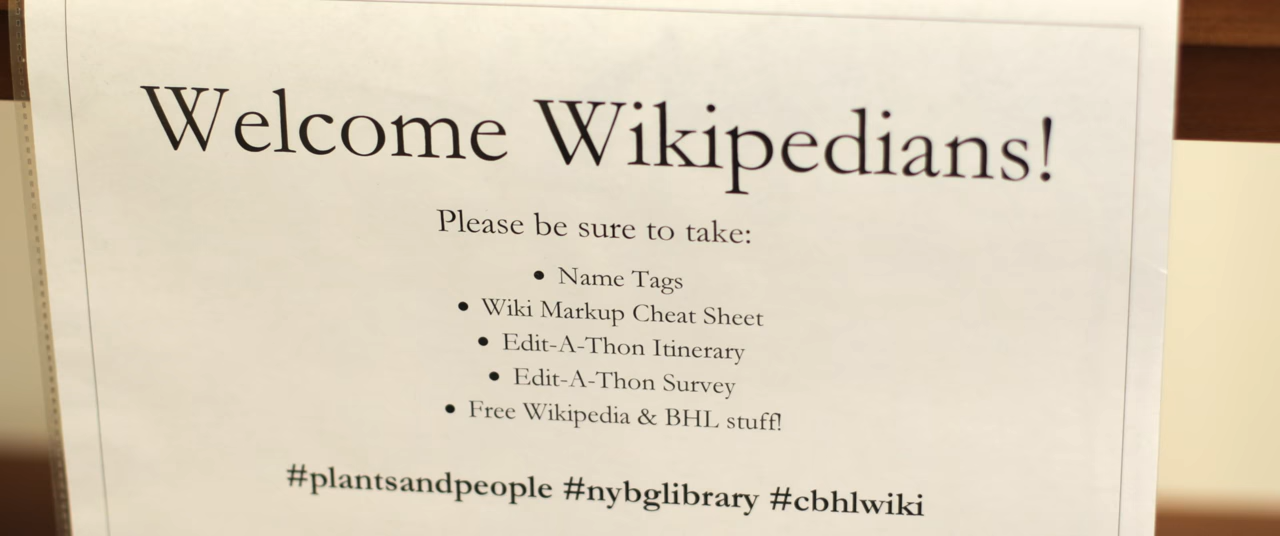 Welcome Wikipedians!
Please be sure to take:
• Name Tags
• Wiki Markup Cheat Sheet
• Edit-A-Thon Itinerary
• Edit-A-Thon Survey
• Free Wikipedia & BHL stuff!
#plantsandpeople #nybglibrary #cbhlwiki